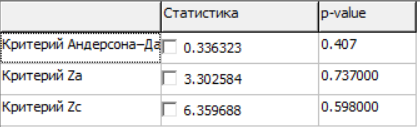 Статистика p-value
Критерий Андерсона–Да 0.336323 0.407
Критерий Za 3.302584 0.737000
Критерий Zc 6.359688 0.598000